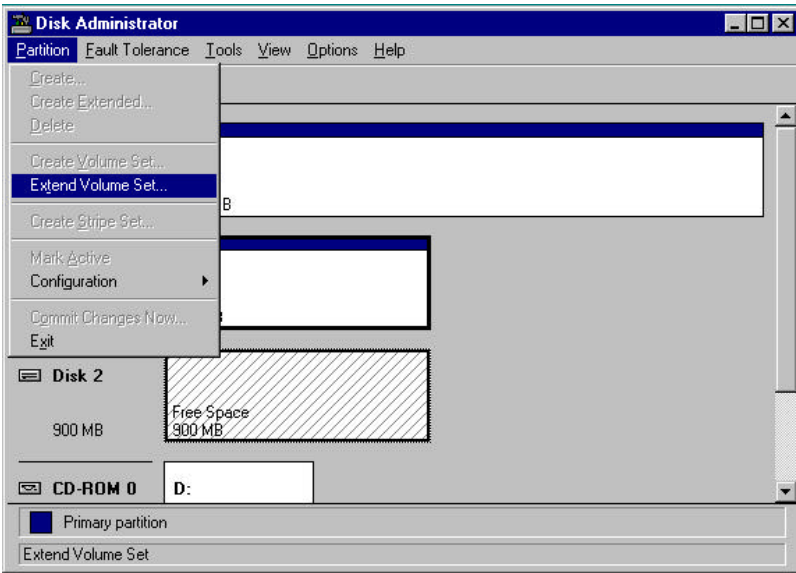 Disk Administrator
Partition Fault Tolerance Tools View Options Help
Create...
Create Extended...
Delete
Create Volume Set...
Extend Volume Set...
B
Create Stripe Set...
Mark Active
Configuration
Commit Changes Now...
Exit
Disk 2
Free Space
900 MB
900 MB
CD-ROM 0
D:
Primary partition
Extend Volume Set